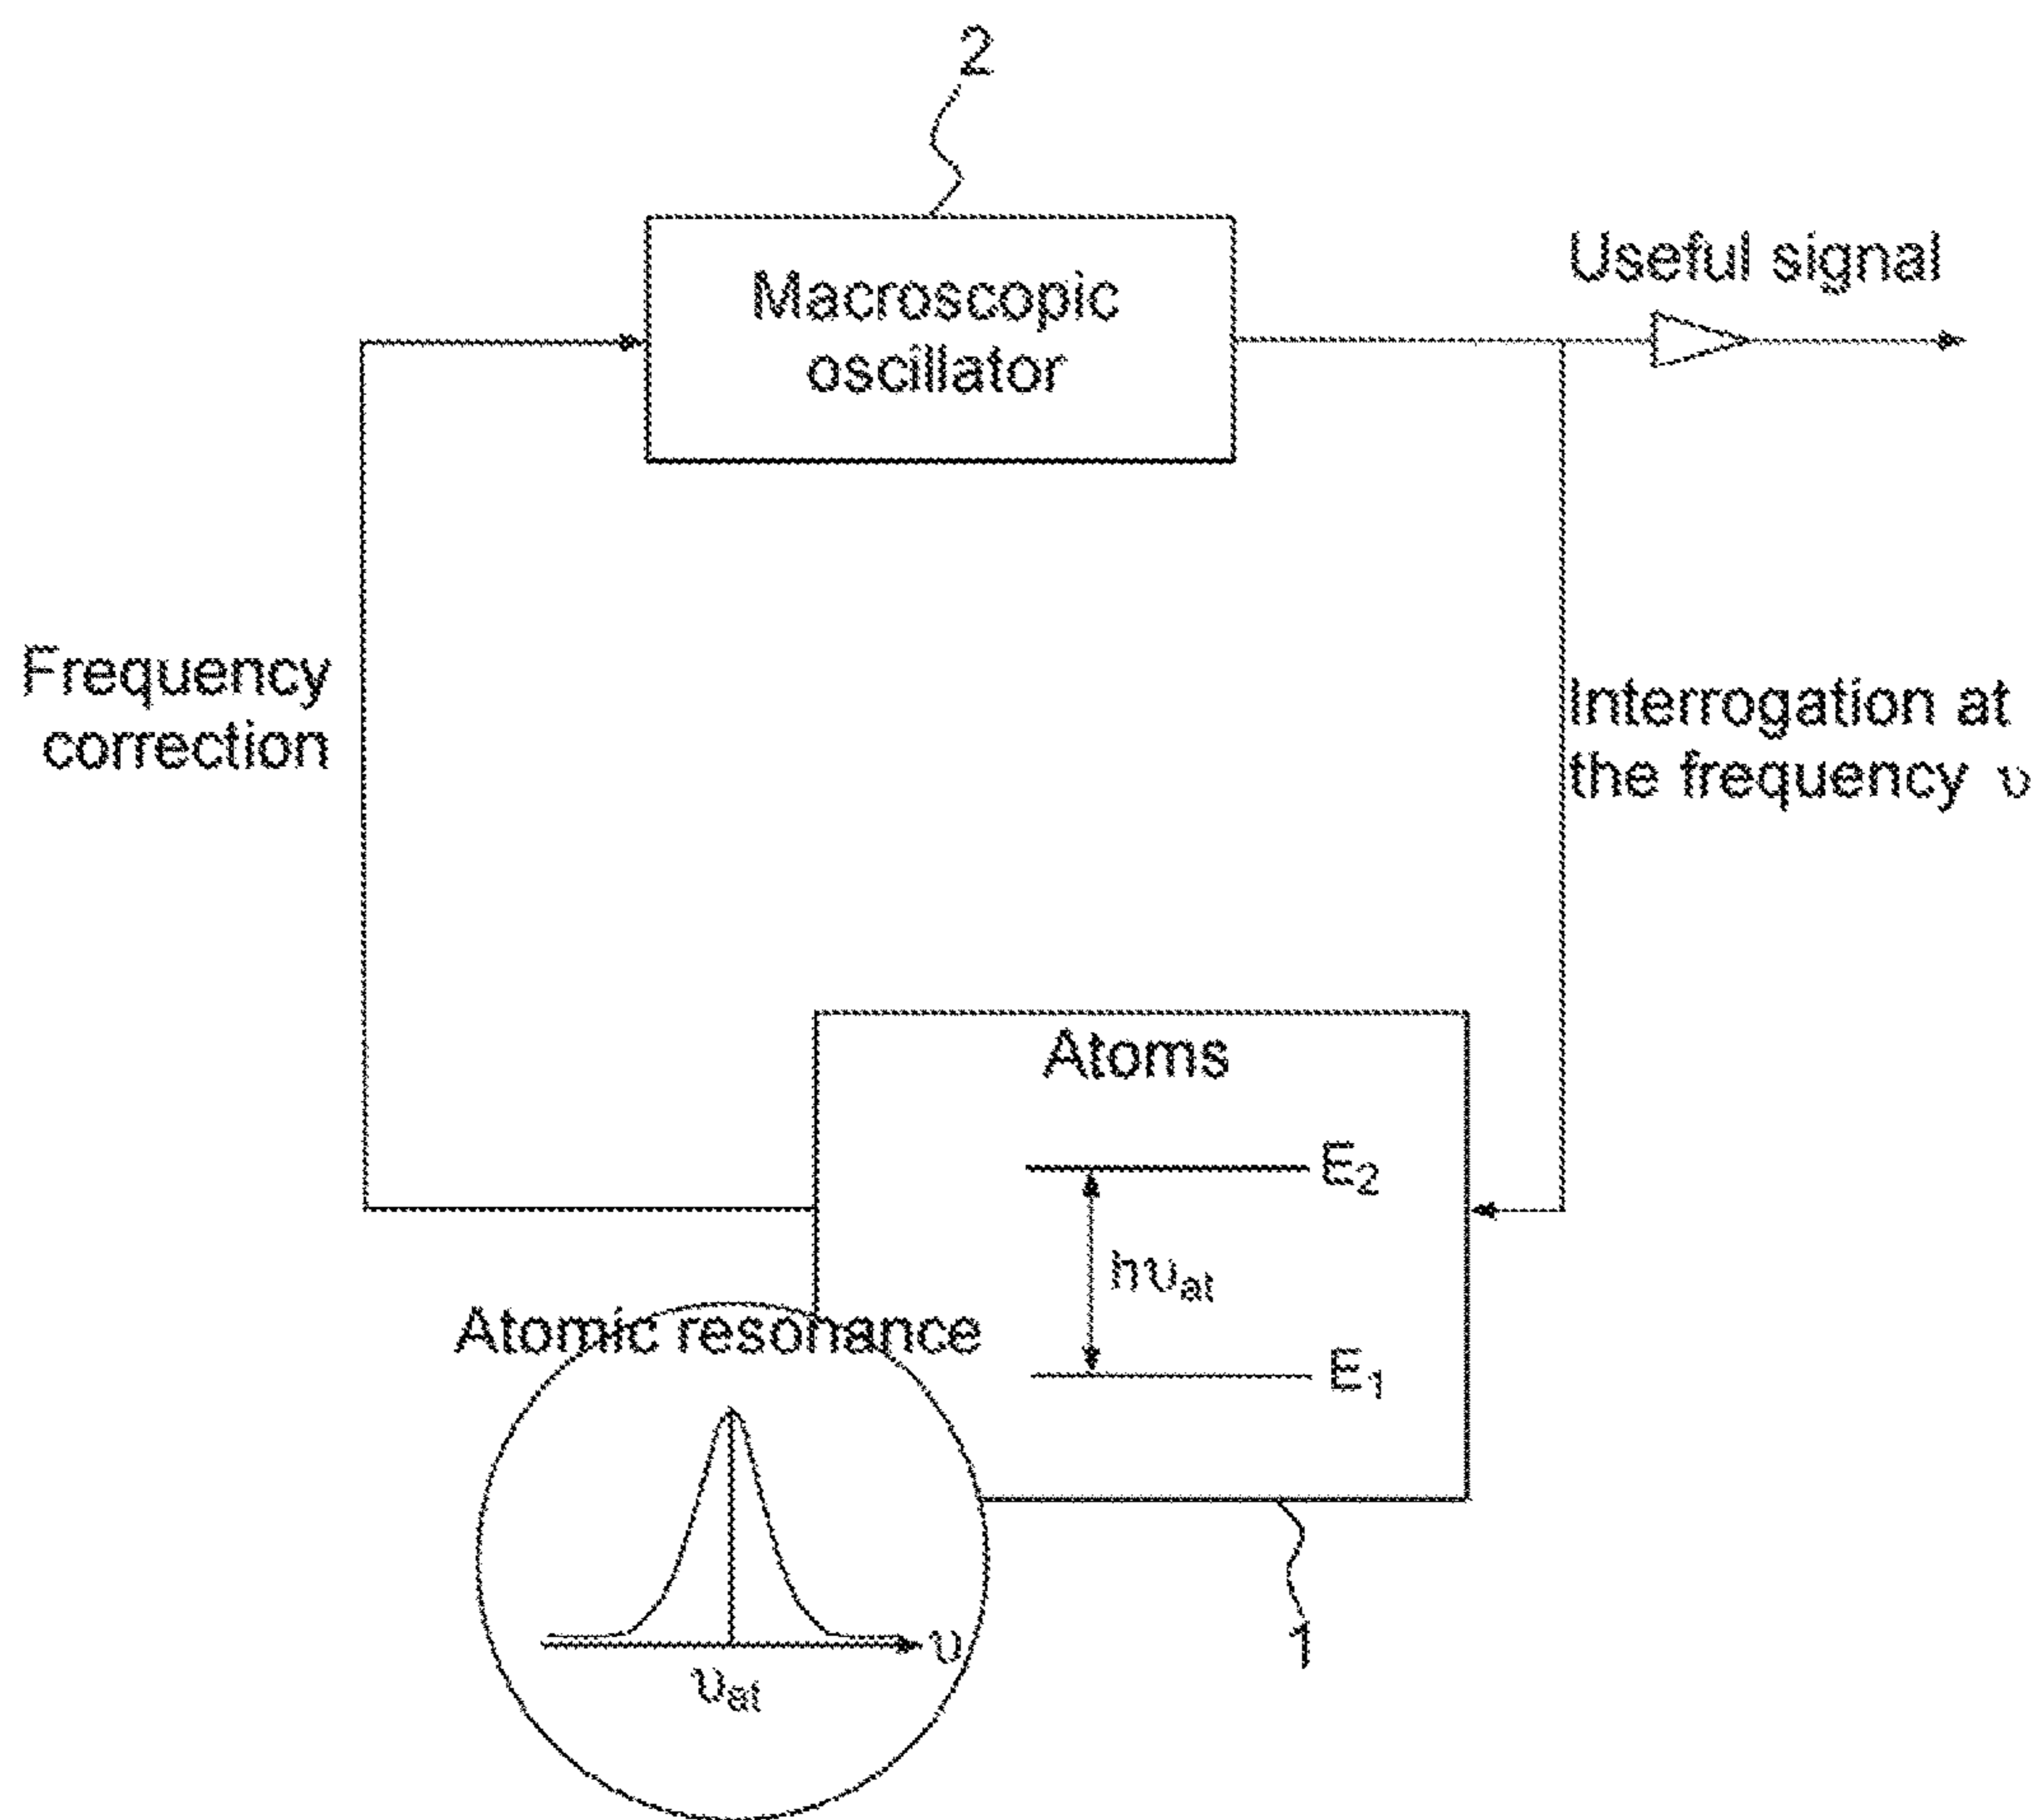 2
Macroscopic
oscillator
Useful signal
Frequency
correction
Interrogation at
the frequency υ
Atoms
E₂
hυₐₜ
Atomic resonance
E₁
υ
υₐₜ
1